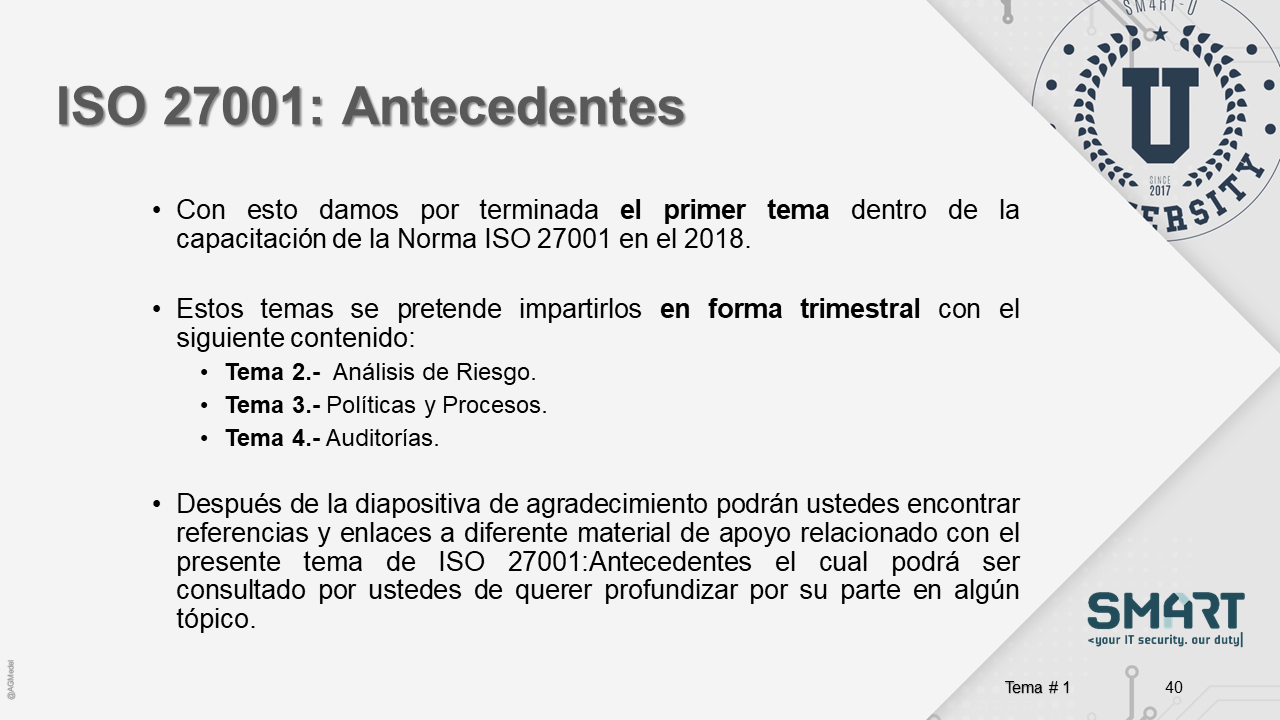 SM4RT-U
ISO 27001: Antecedentes
U
SINCE
2017
ERSITY
• Con esto damos por terminada el primer tema dentro de la
capacitación de la Norma ISO 27001 en el 2018.
• Estos temas se pretende impartirlos en forma trimestral con el
siguiente contenido:
• Tema 2.- Análisis de Riesgo.
• Tema 3.- Políticas y Procesos.
• Tema 4.- Auditorías.
• Después de la diapositiva de agradecimiento podrán ustedes encontrar
referencias y enlaces a diferente material de apoyo relacionado con el
presente tema de ISO 27001:Antecedentes el cual podrá ser
consultado por ustedes de querer profundizar por su parte en algún
tópico.
SM4RT
<your IT security. our duty|
@AGMedel
Tema # 1 40